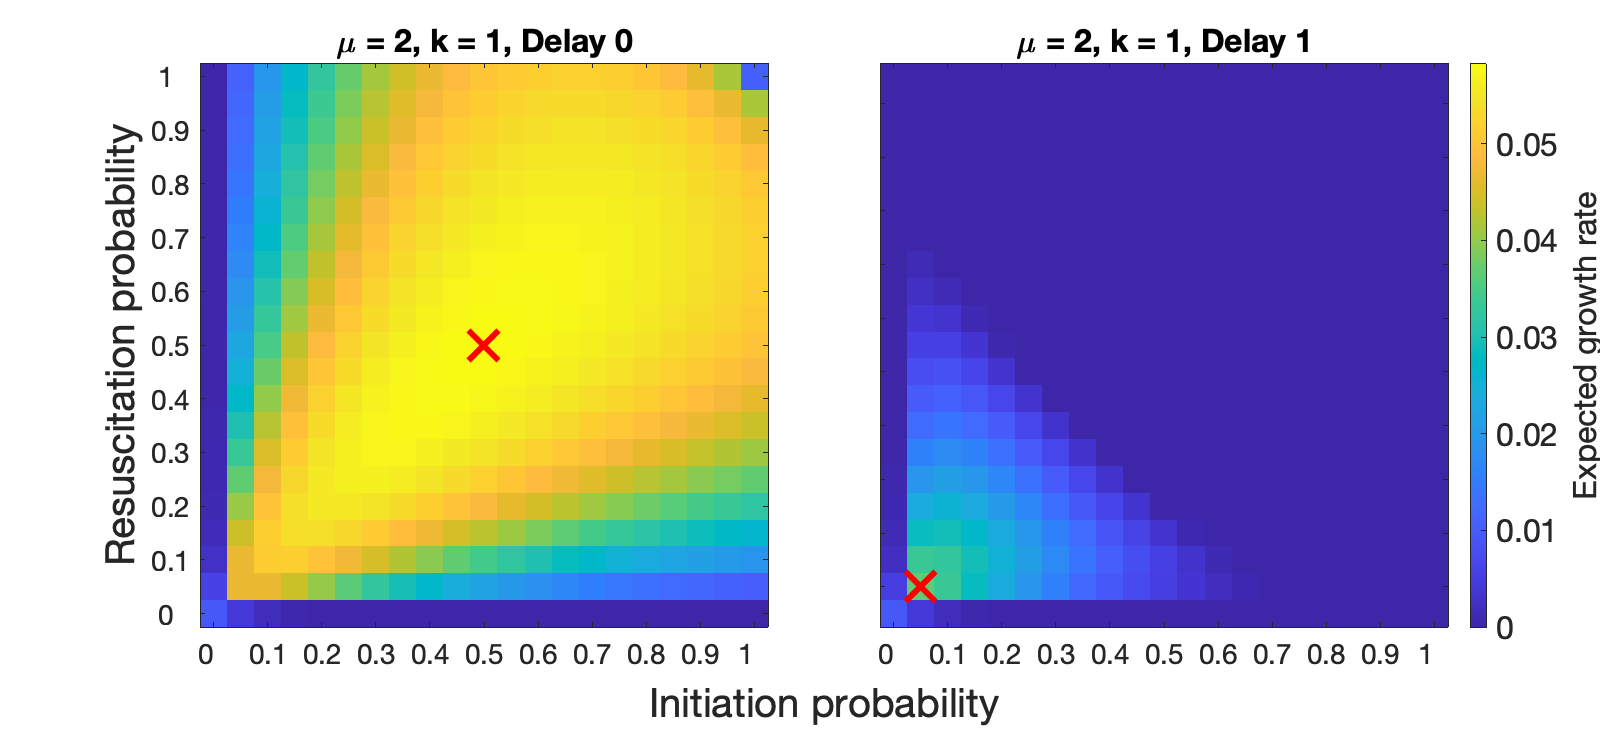 μ = 2, k = 1, Delay 0
μ = 2, k = 1, Delay 1
Resuscitation probability
1
0.9
0.8
0.7
0.6
0.5
0.4
0.3
0.2
0.1
0
0 0.1 0.2 0.3 0.4 0.5 0.6 0.7 0.8 0.9 1
0 0.1 0.2 0.3 0.4 0.5 0.6 0.7 0.8 0.9 1
Initiation probability
0.05
0.04
0.03
0.02
0.01
0
Expected growth rate